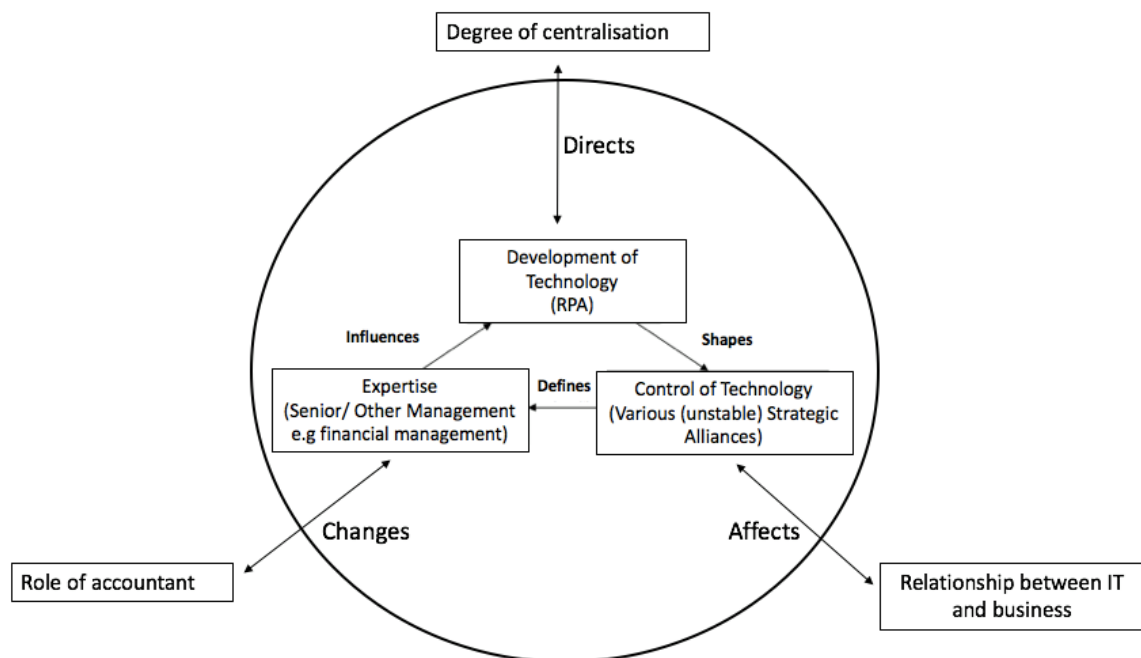 Degree of centralisation
Directs
Development of
Technology
(RPA)
Influences
Shapes
Expertise
(Senior/ Other Management
e.g financial management)
Defines
Control of Technology
(Various (unstable) Strategic
Alliances)
Changes
Affects
Role of accountant
Relationship between IT
and business